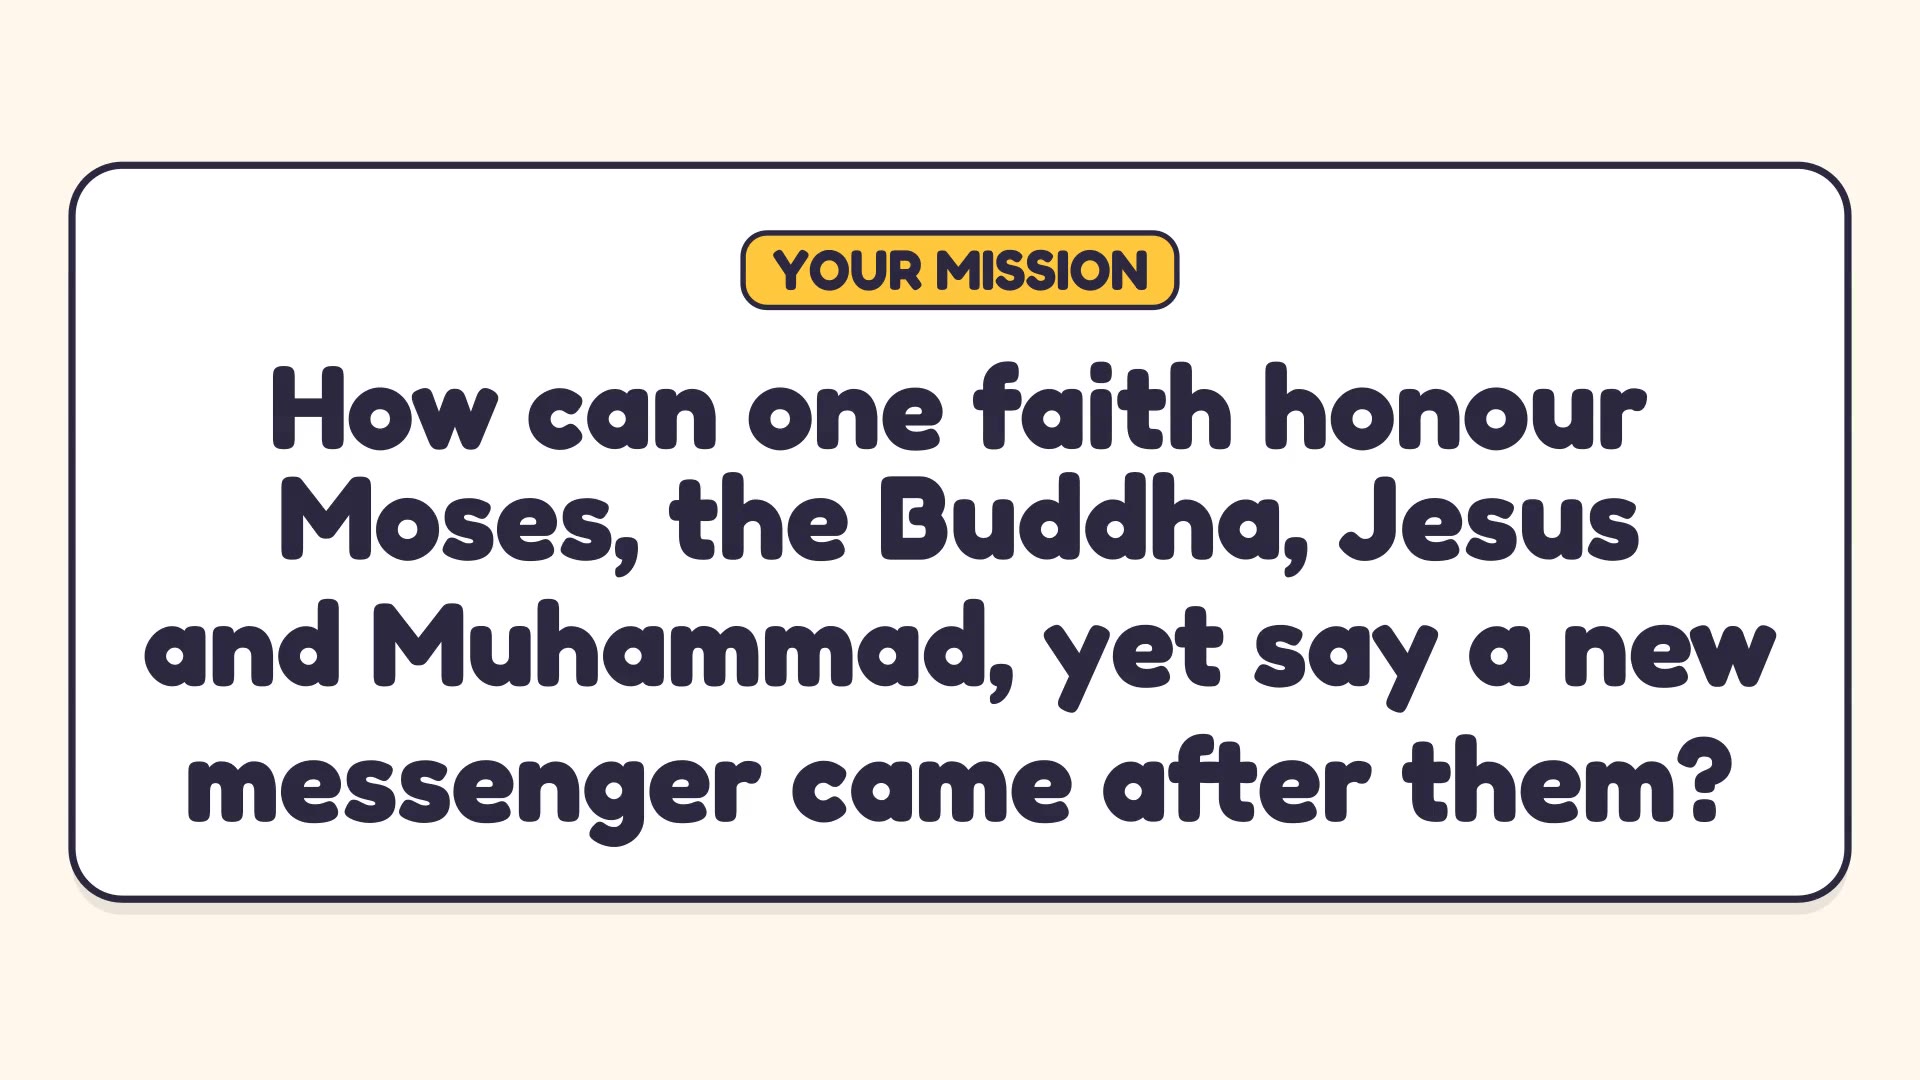 YOUR MISSION
How can one faith honour
Moses, the Buddha, Jesus
and Muhammad, yet say a new
messenger came after them?